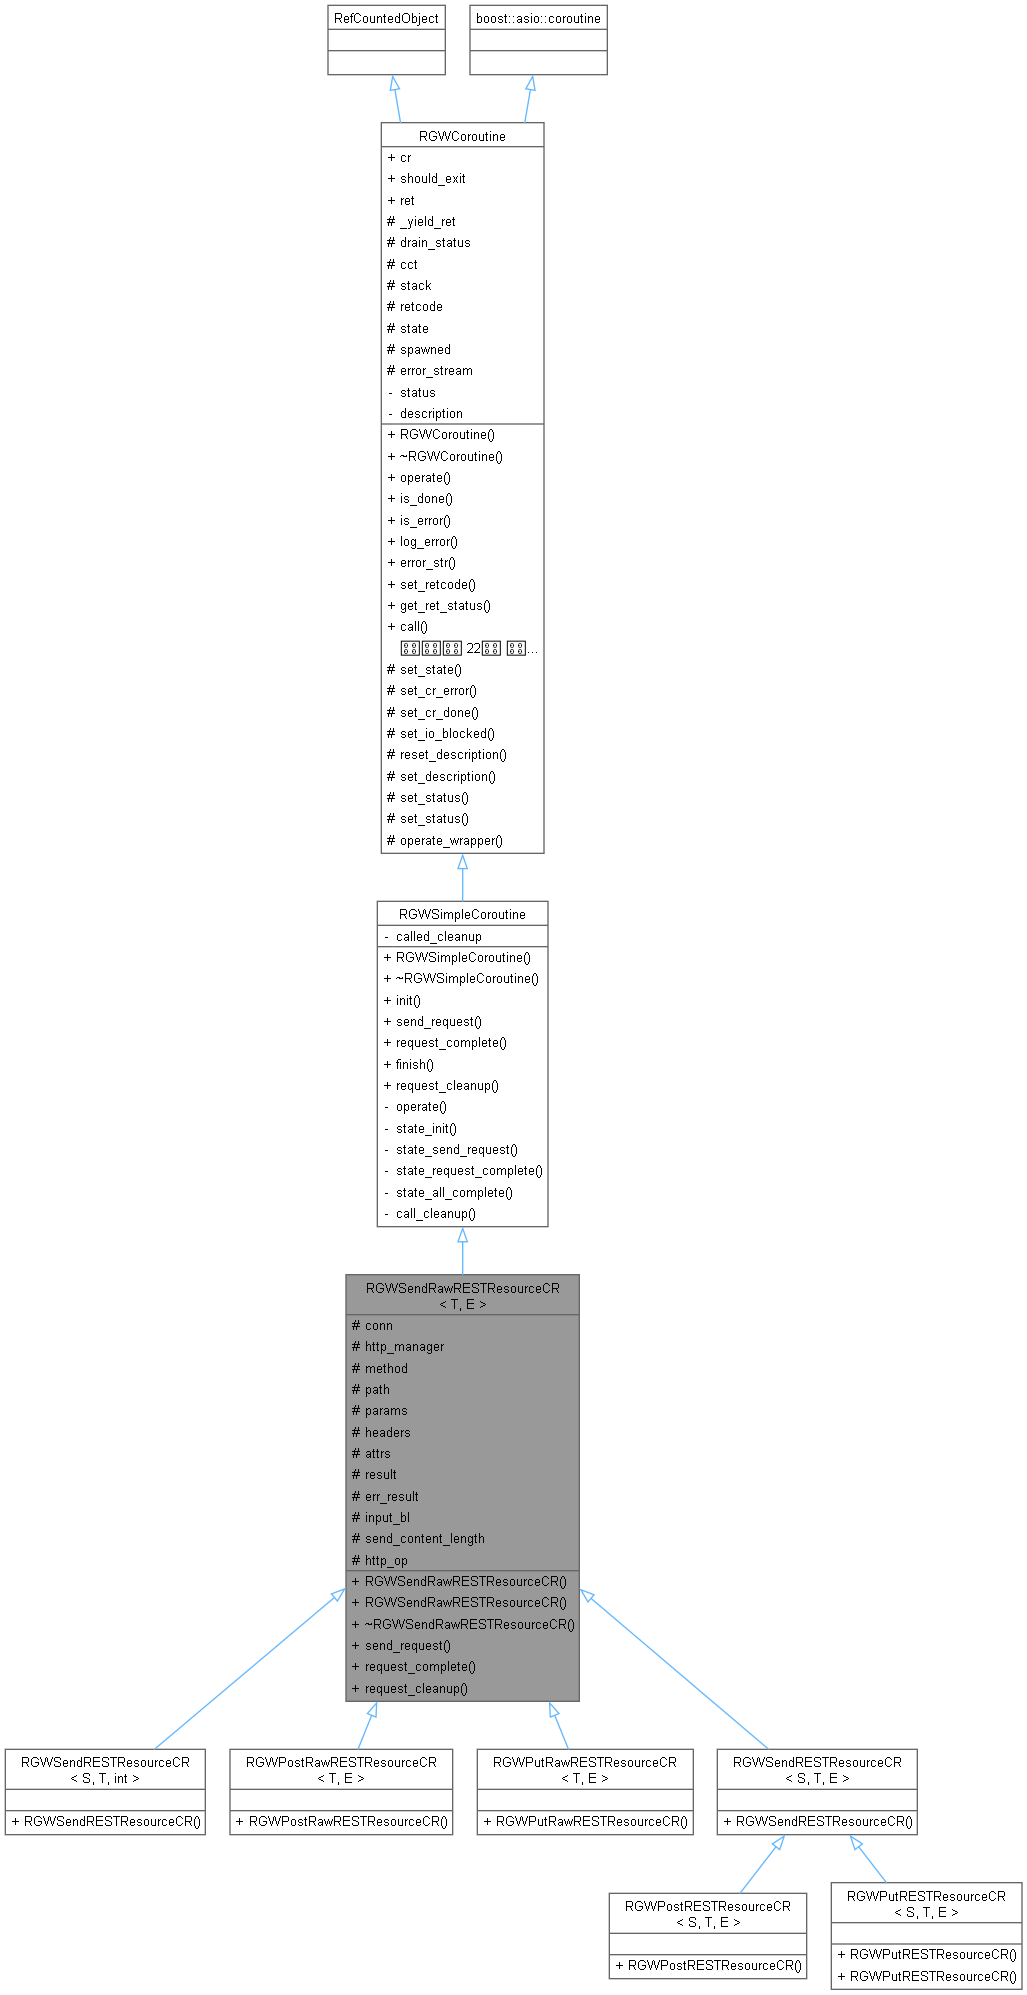 RefCountedObject
boost::asio::coroutine
RGWCoroutine
+ cr
+ should_exit
+ ret
# _yield_ret
# drain_status
# cct
# stack
# retcode
# state
# spawned
# error_stream
- status
- description
+ RGWCoroutine()
+ ~RGWCoroutine()
+ operate()
+ is_done()
+ is_error()
+ log_error()
+ error_str()
+ set_retcode()
+ get_ret_status()
+ call()
22 ...
# set_state()
# set_cr_error()
# set_cr_done()
# set_io_blocked()
# reset_description()
# set_description()
# set_status()
# set_status()
# operate_wrapper()
RGWSimpleCoroutine
- called_cleanup
+ RGWSimpleCoroutine()
+ ~RGWSimpleCoroutine()
+ init()
+ send_request()
+ request_complete()
+ finish()
+ request_cleanup()
- operate()
- state_init()
- state_send_request()
- state_request_complete()
- state_all_complete()
- call_cleanup()
RGWSendRawRESTResourceCR
< T, E >
# conn
# http_manager
# method
# path
# params
# headers
# attrs
# result
# err_result
# input_bl
# send_content_length
# http_op
+ RGWSendRawRESTResourceCR()
+ RGWSendRawRESTResourceCR()
+ ~RGWSendRawRESTResourceCR()
+ send_request()
+ request_complete()
+ request_cleanup()
RGWSendRESTResourceCR
< S, T, int >
+ RGWSendRESTResourceCR()
RGWPostRawRESTResourceCR
< T, E >
+ RGWPostRawRESTResourceCR()
RGWPutRawRESTResourceCR
< T, E >
+ RGWPutRawRESTResourceCR()
RGWSendRESTResourceCR
< S, T, E >
+ RGWSendRESTResourceCR()
RGWPostRESTResourceCR
< S, T, E >
+ RGWPostRESTResourceCR()
RGWPutRESTResourceCR
< S, T, E >
+ RGWPutRESTResourceCR()
+ RGWPutRESTResourceCR()